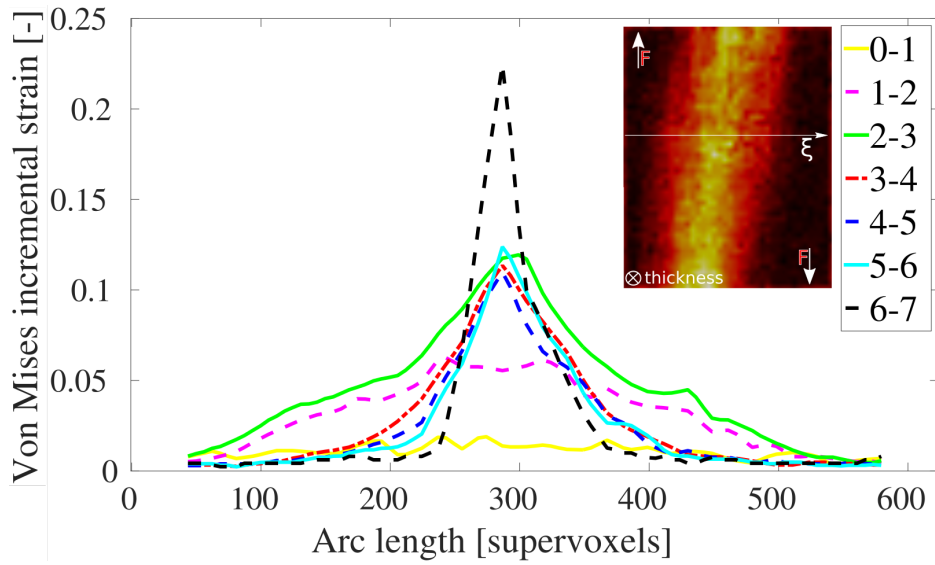 Von Mises incremental strain [-]
0.25
0.2
0.15
0.1
0.05
0
0 100 200 300 400 500 600
Arc length [supervoxels]
F
ξ
F
⊗ thickness
0-1
1-2
2-3
3-4
4-5
5-6
6-7